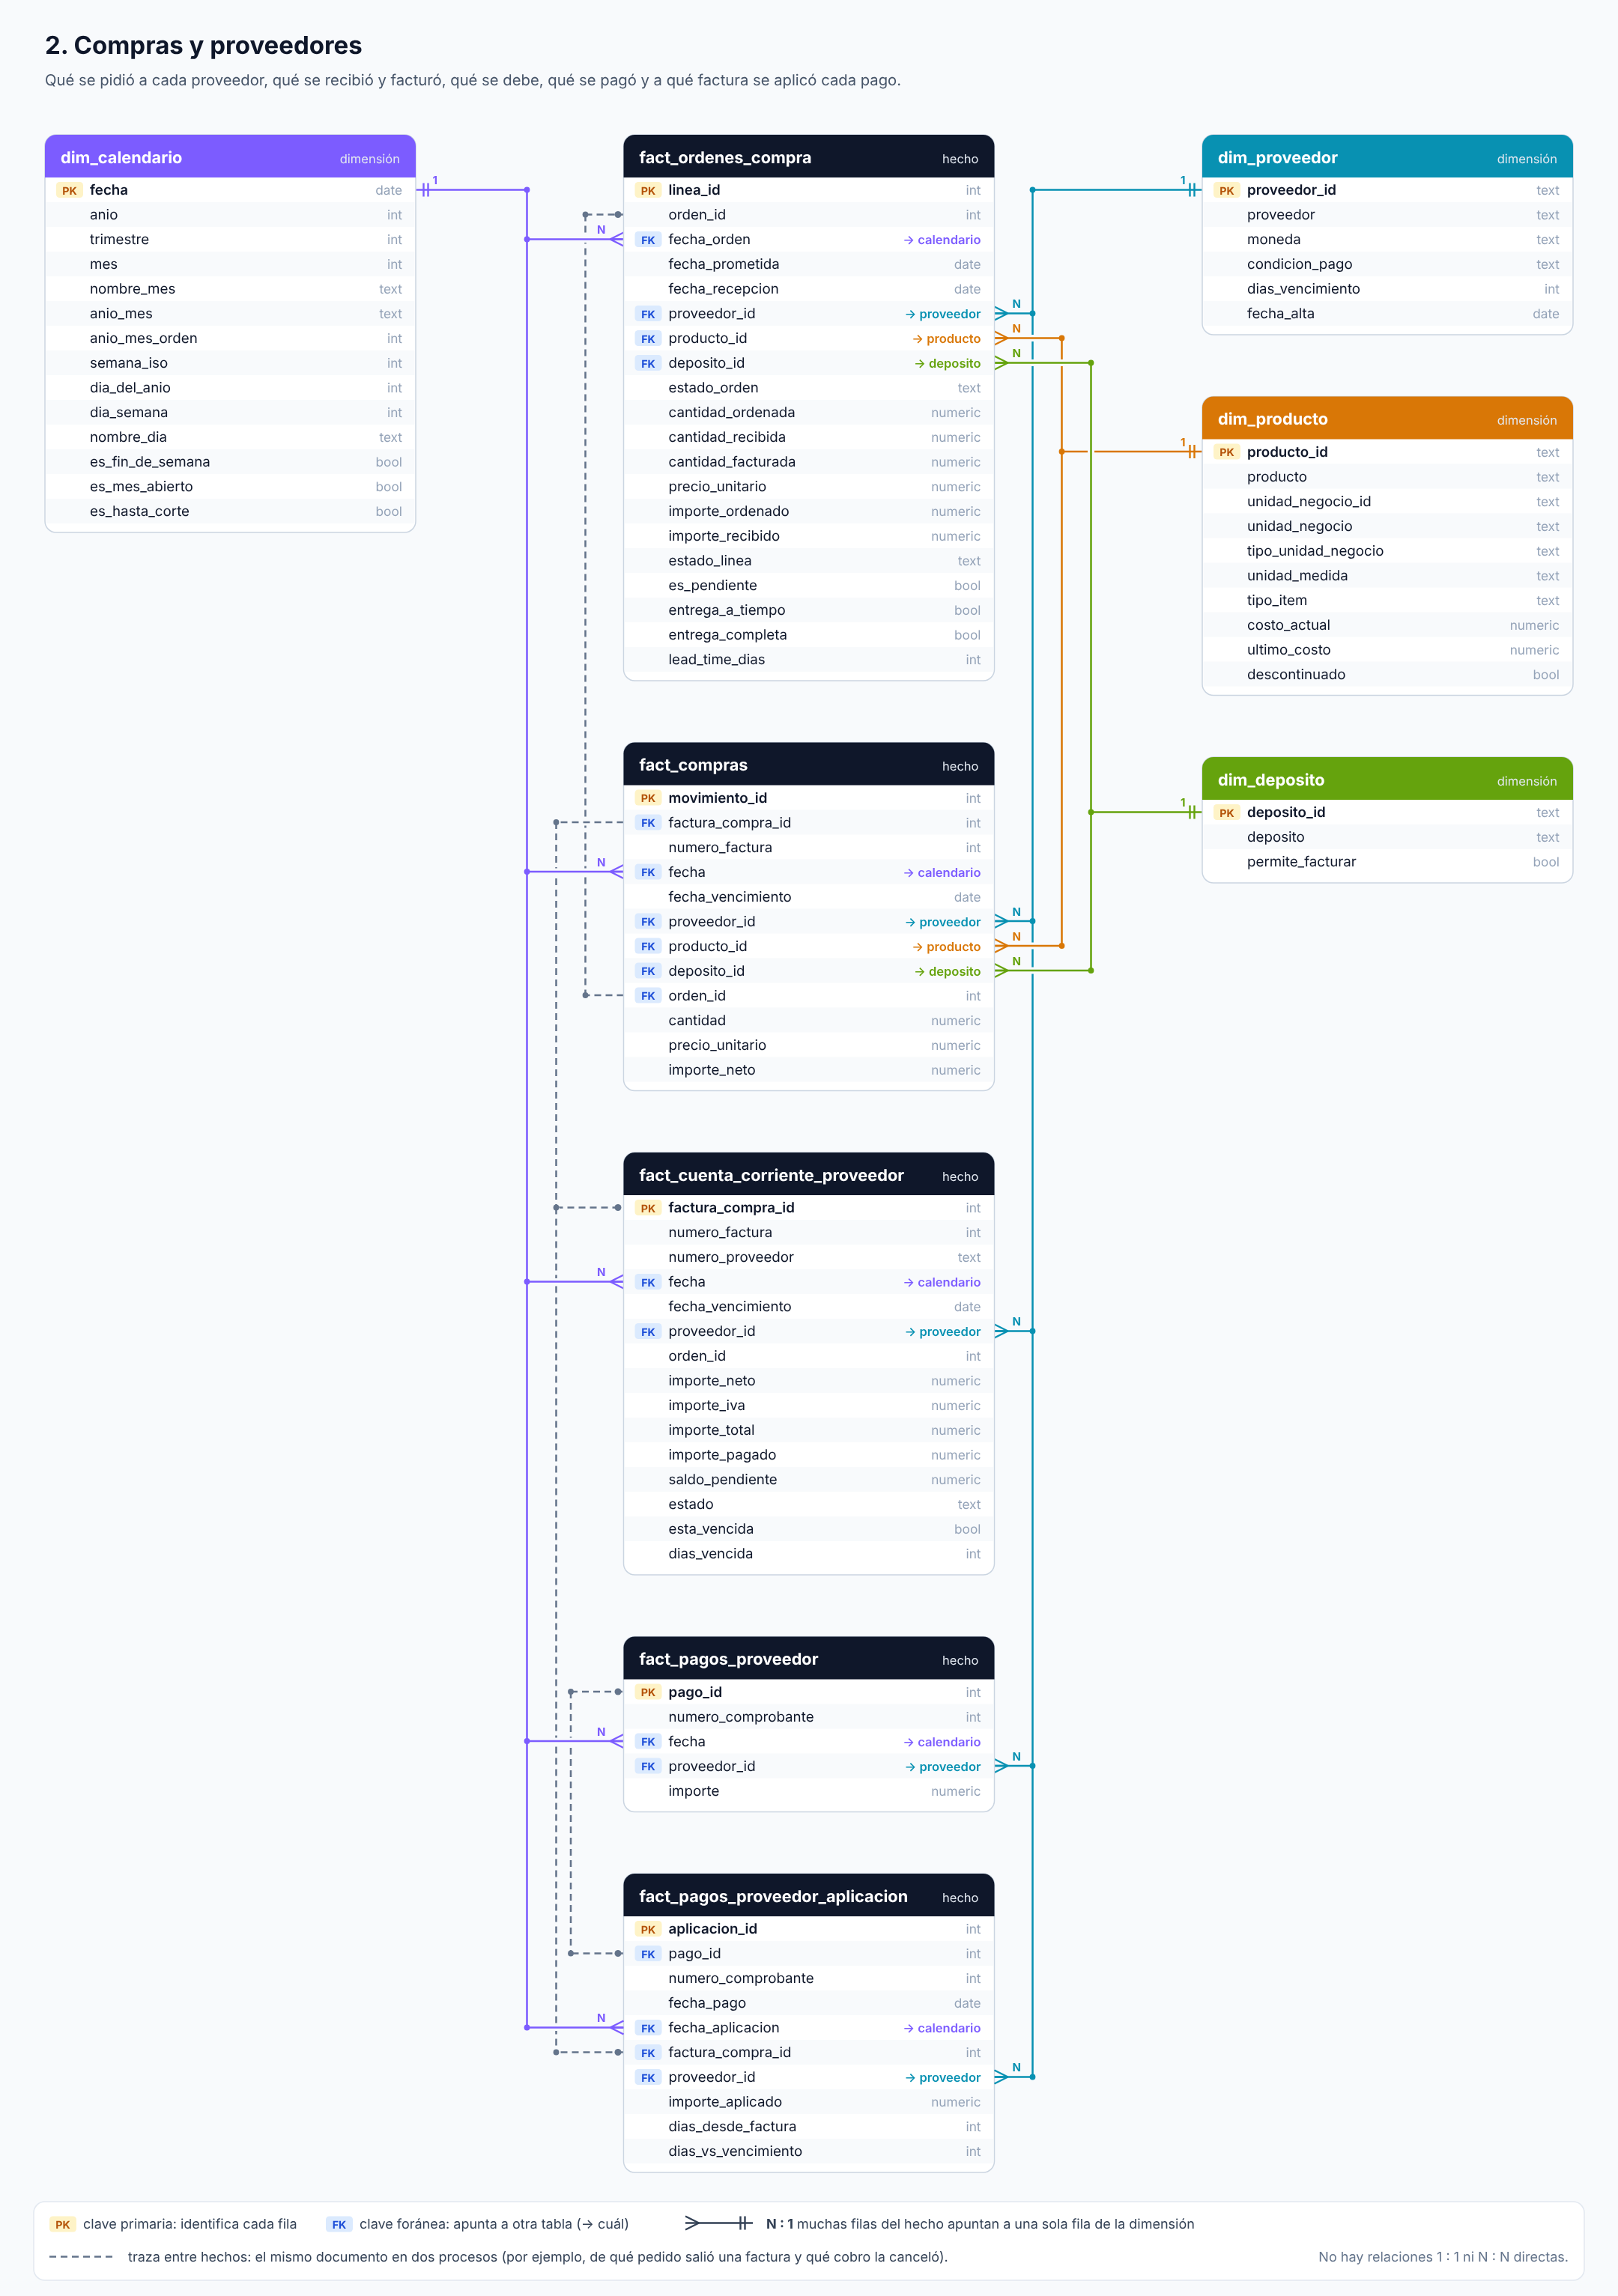 2. Compras y proveedores
Qué se pidió a cada proveedor, qué se recibió y facturó, qué se debe, qué se pagó y a qué factura se aplicó cada pago.
dim_calendario dimensión
PK fecha date 1
anio int
trimestre int
mes int
nombre_mes text
anio_mes text
anio_mes_orden int
semana_iso int
dia_del_anio int
dia_semana int
nombre_dia text
es_fin_de_semana bool
es_mes_abierto bool
es_hasta_corte bool
fact_ordenes_compra hecho
PK linea_id int
orden_id int
N FK fecha_orden → calendario
fecha_prometida date
fecha_recepcion date
FK proveedor_id → proveedor N
FK producto_id → producto N
FK deposito_id → deposito N
estado_orden text
cantidad_ordenada numeric
cantidad_recibida numeric
cantidad_facturada numeric
precio_unitario numeric
importe_ordenado numeric
importe_recibido numeric
estado_linea text
es_pendiente bool
entrega_a_tiempo bool
entrega_completa bool
lead_time_dias int
dim_proveedor dimensión
1 PK proveedor_id text
proveedor text
moneda text
condicion_pago text
dias_vencimiento int
fecha_alta date
dim_producto dimensión
1 PK producto_id text
producto text
unidad_negocio_id text
unidad_negocio text
tipo_unidad_negocio text
unidad_medida text
tipo_item text
costo_actual numeric
ultimo_costo numeric
descontinuado bool
fact_compras hecho
PK movimiento_id int
FK factura_compra_id int
numero_factura int
N FK fecha → calendario
fecha_vencimiento date
FK proveedor_id → proveedor N
FK producto_id → producto N
FK deposito_id → deposito N
FK orden_id int
cantidad numeric
precio_unitario numeric
importe_neto numeric
dim_deposito dimensión
1 PK deposito_id text
deposito text
permite_facturar bool
fact_cuenta_corriente_proveedor hecho
PK factura_compra_id int
numero_factura int
numero_proveedor text
N FK fecha → calendario
fecha_vencimiento date
FK proveedor_id → proveedor N
orden_id int
importe_neto numeric
importe_iva numeric
importe_total numeric
importe_pagado numeric
saldo_pendiente numeric
estado text
esta_vencida bool
dias_vencida int
fact_pagos_proveedor hecho
PK pago_id int
numero_comprobante int
N FK fecha → calendario
FK proveedor_id → proveedor N
importe numeric
fact_pagos_proveedor_aplicacion hecho
PK aplicacion_id int
FK pago_id int
numero_comprobante int
fecha_pago date
N FK fecha_aplicacion → calendario
FK factura_compra_id int
FK proveedor_id → proveedor N
importe_aplicado numeric
dias_desde_factura int
dias_vs_vencimiento int
PK clave primaria: identifica cada fila FK clave foránea: apunta a otra tabla (→ cuál) N : 1 muchas filas del hecho apuntan a una sola fila de la dimensión
traza entre hechos: el mismo documento en dos procesos (por ejemplo, de qué pedido salió una factura y qué cobro la canceló). No hay relaciones 1 : 1 ni N : N directas.